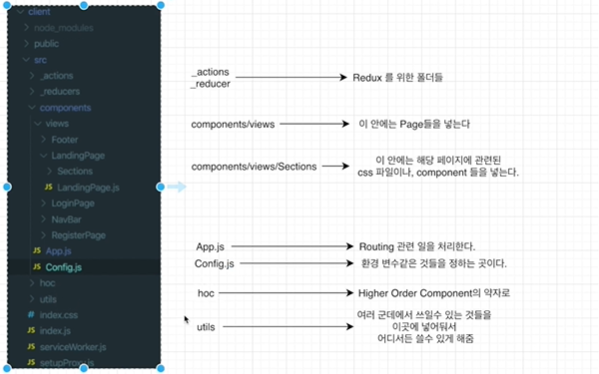 client
node_modules
public
src
_actions
_reducers
components
views
Footer
LandingPage
Sections
JS LandingPage.js
LoginPage
NavBar
RegisterPage
JS App.js
JS Config.js
hoc
utils
# index.css
JS index.js
JS serviceWorker.js
JS setupProxy.js
_actions
_reducer
Redux 를 위한 폴더들
components/views
이 안에는 Page들을 넣는다
components/views/Sections
이 안에는 해당 페이지에 관련된
css 파일이나, component 들을 넣는다.
App.js
Routing 관련 일을 처리한다.
Config.js
환경 변수같은 것들을 정하는 곳이다.
hoc
Higher Order Component의 약자로
utils
여러 군데에서 쓰일수 있는 것들을
이곳에 넣어둬서
어디서든 쓸수 있게 해줌